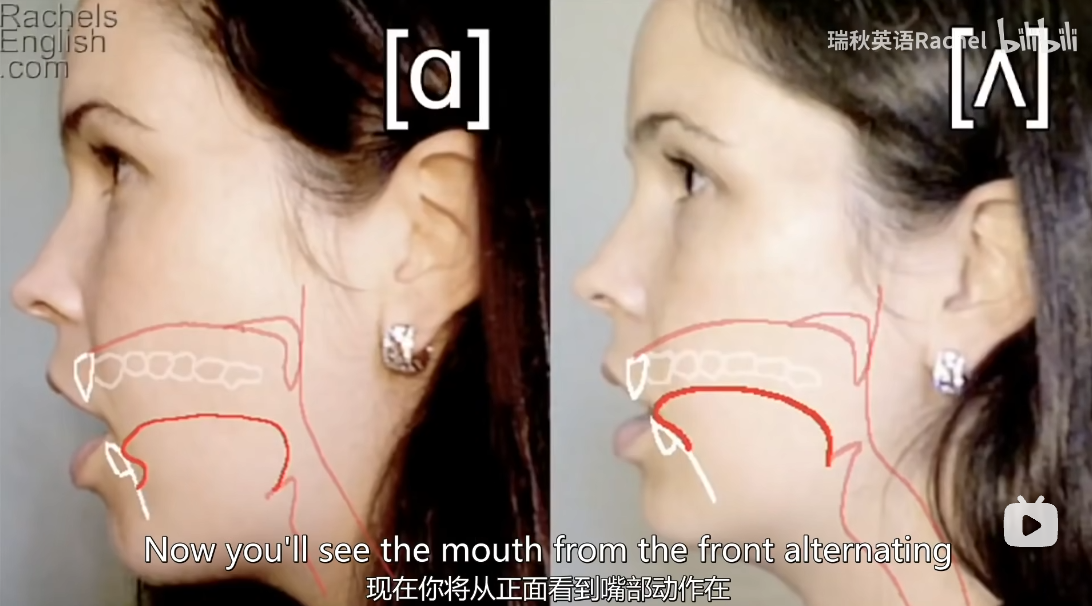 Rachels
English
.com
[ɑ]
瑞秋英语Rachel bilibili
[ʌ]
Now you'll see the mouth from the front alternating
现在你将从正面看到嘴部动作在